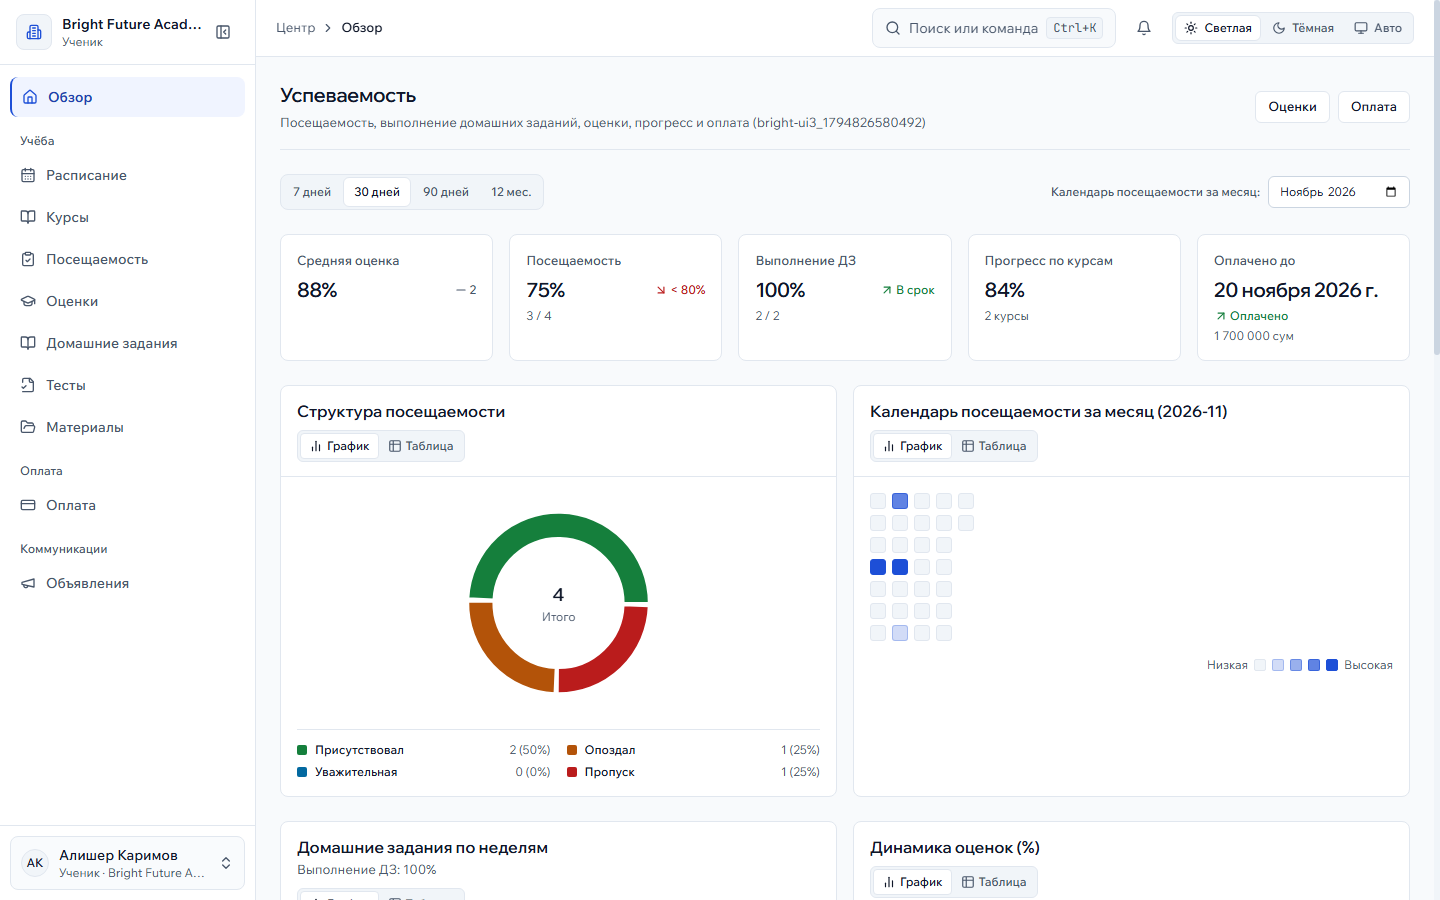 Bright Future Acad...
Ученик
Центр
Обзор
Поиск или команда
Ctrl+K
Светлая
Тёмная
Авто
Обзор
Учёба
Расписание
Курсы
Посещаемость
Оценки
Домашние задания
Тесты
Материалы
Оплата
Оплата
Коммуникации
Объявления
АК
Алишер Каримов
Ученик · Bright Future A...
Успеваемость
Посещаемость, выполнение домашних заданий, оценки, прогресс и оплата (bright-ui3_1794826580492)
Оценки
Оплата
7 дней
30 дней
90 дней
12 мес.
Календарь посещаемости за месяц:
Ноябрь 2026
Средняя оценка
88%
— 2
Посещаемость
75%
< 80%
3 / 4
Выполнение ДЗ
100%
В срок
2 / 2
Прогресс по курсам
84%
2 курсы
Оплачено до
20 ноября 2026 г.
Оплачено
1 700 000 сум
Структура посещаемости
График
Таблица
4
Итого
Присутствовал 2 (50%)
Опоздал 1 (25%)
Уважительная 0 (0%)
Пропуск 1 (25%)
Календарь посещаемости за месяц (2026-11)
График
Таблица
Низкая
Высокая
Домашние задания по неделям
Выполнение ДЗ: 100%
Динамика оценок (%)
График
Таблица